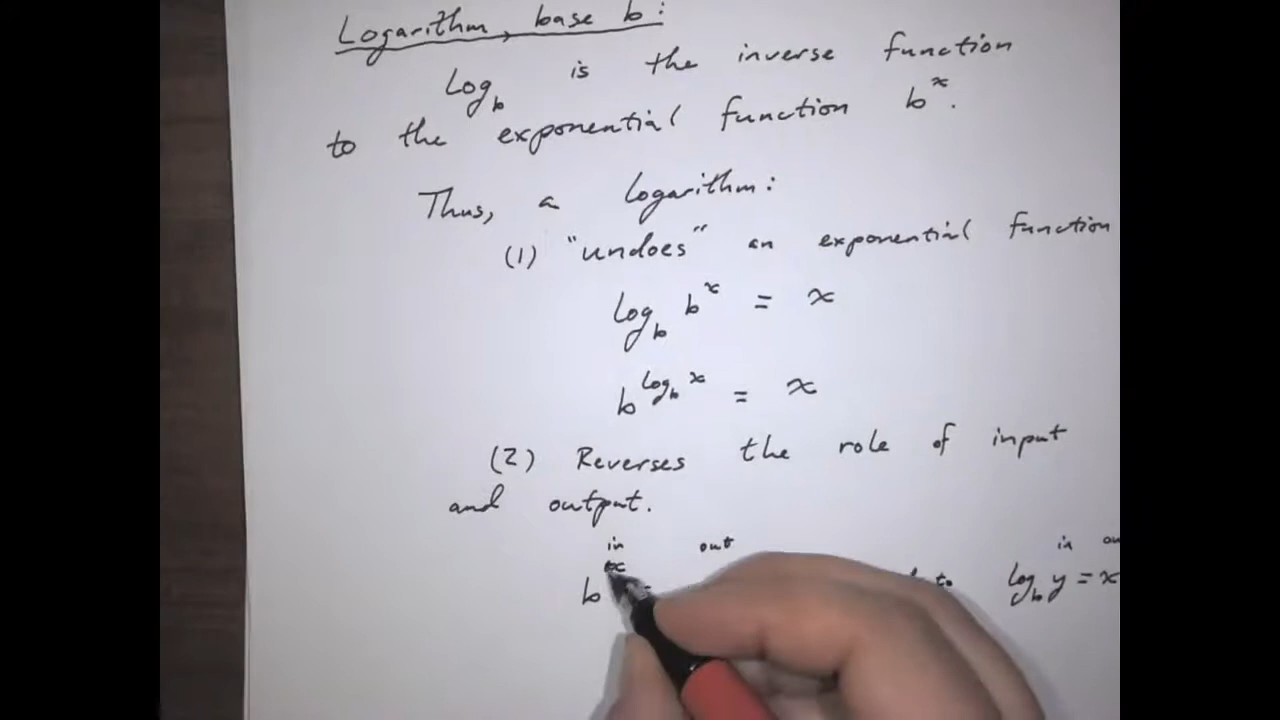 Logarithm, base b:
log_b is the inverse function
to the exponential function b^x.
Thus, a logarithm:
(1) "undoes" an exponential function
log_b b^x = x
b^(log_b x) = x
(2) Reverses the role of input
and output.
in out in
b^x = to log_b y = x